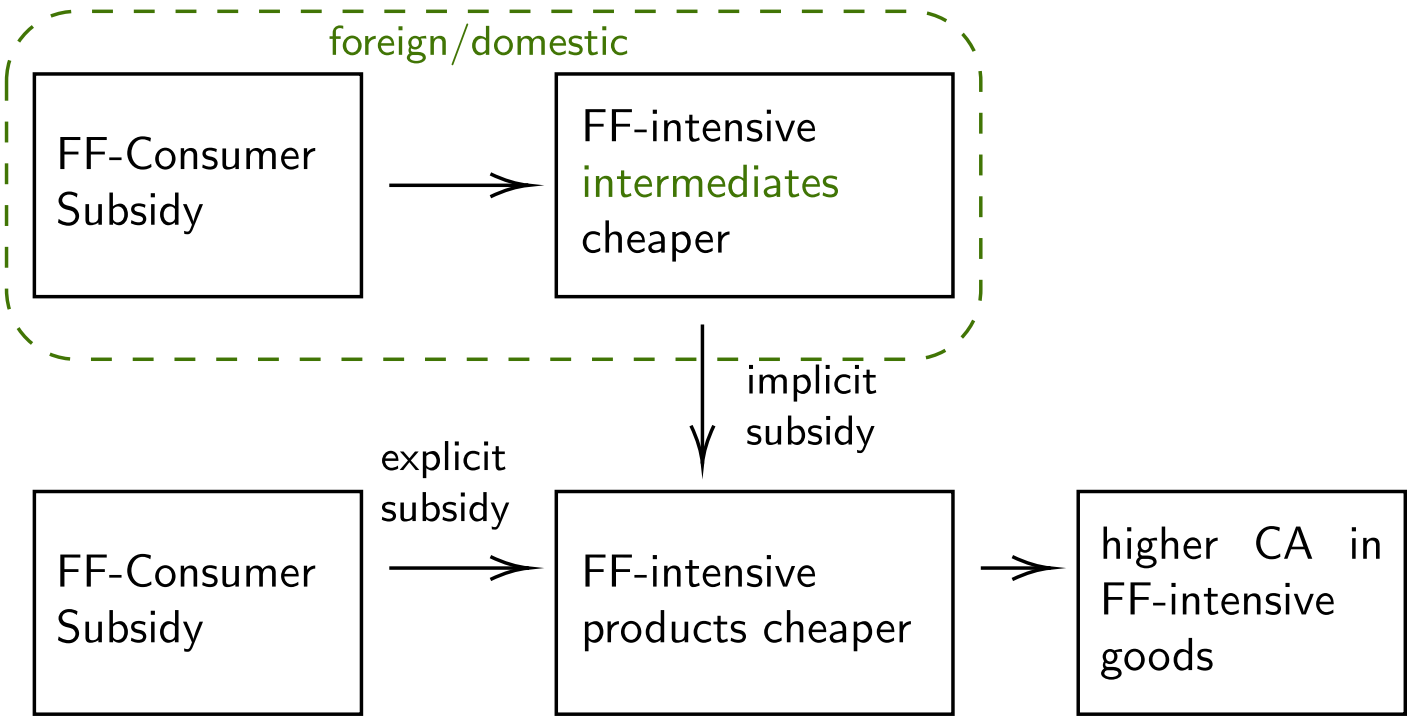 foreign/domestic
FF-Consumer
Subsidy
FF-intensive
intermediates
cheaper
implicit
subsidy
explicit
subsidy
FF-Consumer
Subsidy
FF-intensive
products cheaper
higher CA in
FF-intensive
goods